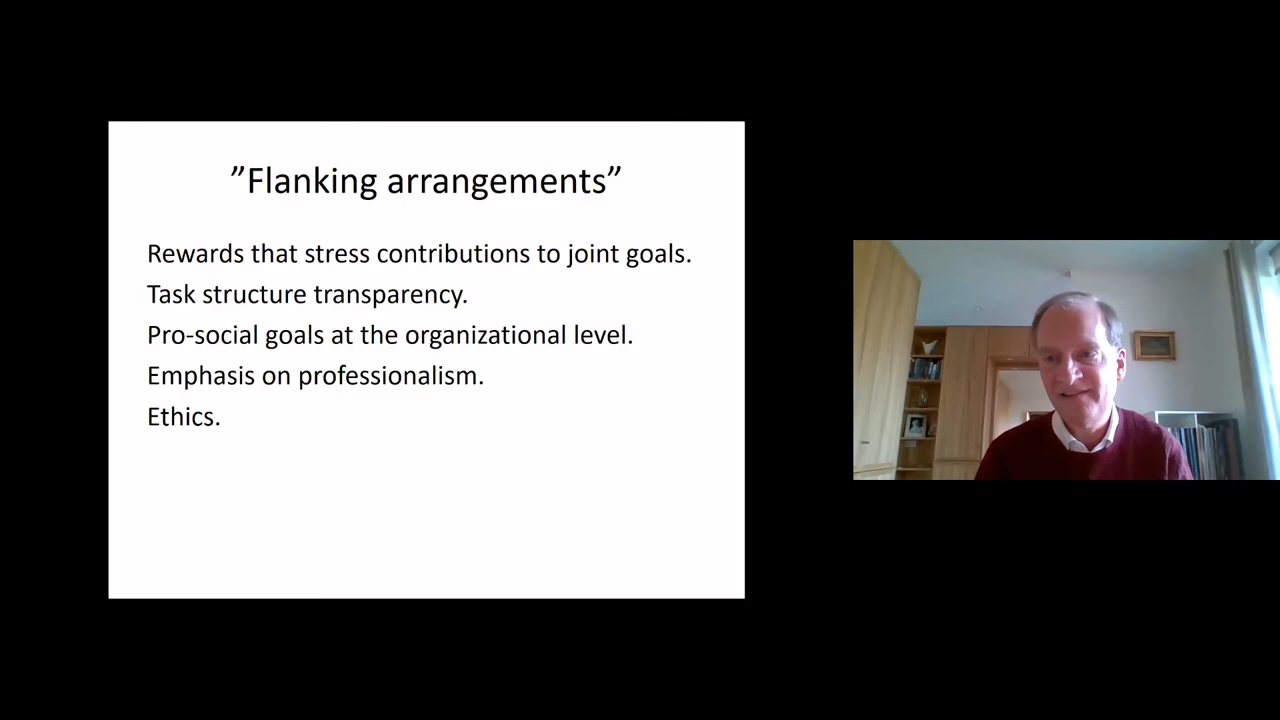 ”Flanking arrangements”
Rewards that stress contributions to joint goals.
Task structure transparency.
Pro-social goals at the organizational level.
Emphasis on professionalism.
Ethics.